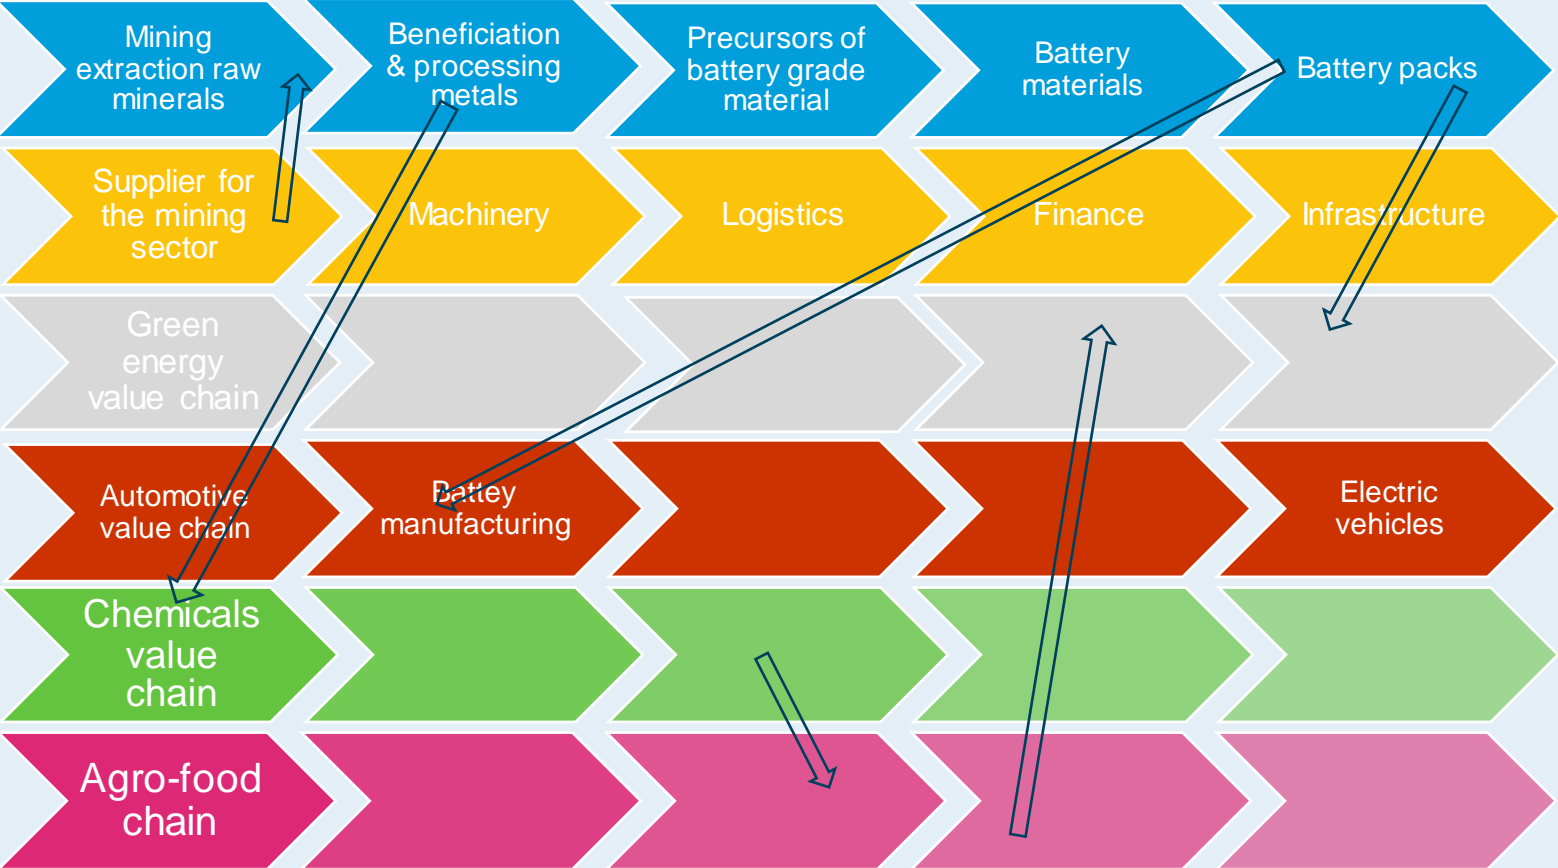 Mining
extraction raw
minerals
Beneficiation
& processing
metals
Precursors of
battery grade
material
Battery
materials
Battery packs
Supplier for
the mining
sector
Machinery
Logistics
Finance
Infrastructure
Green
energy
value chain
Automotive
value chain
Battey
manufacturing
Electric
vehicles
Chemicals
value
chain
Agro-food
chain